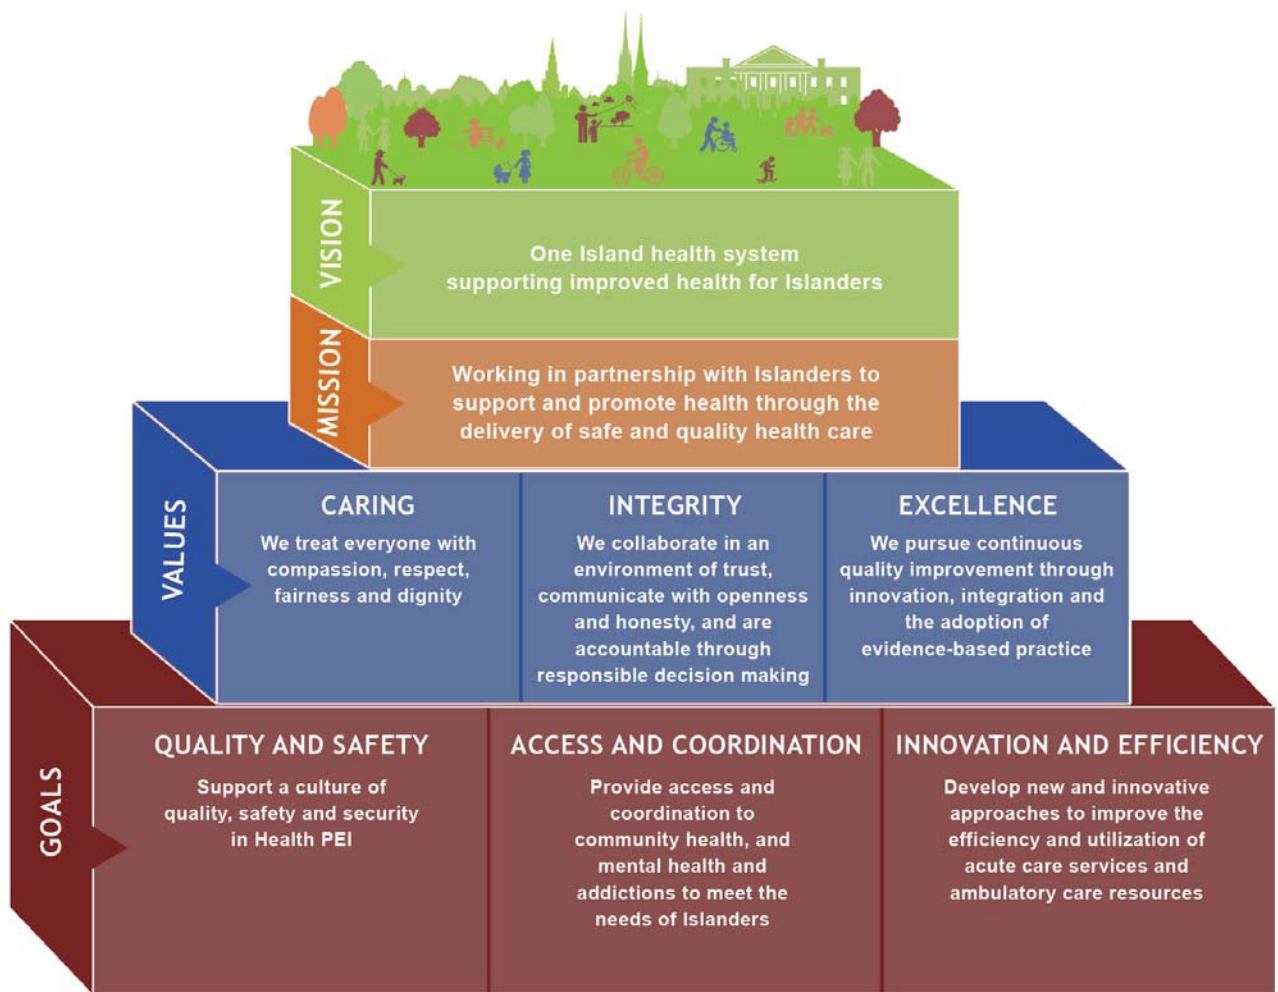 VISION
One Island health system
supporting improved health for Islanders
MISSION
Working in partnership with Islanders to
support and promote health through the
delivery of safe and quality health care
VALUES
CARING
We treat everyone with
compassion, respect,
fairness and dignity
INTEGRITY
We collaborate in an
environment of trust,
communicate with openness
and honesty, and are
accountable through
responsible decision making
EXCELLENCE
We pursue continuous
quality improvement through
innovation, integration and
the adoption of
evidence-based practice
GOALS
QUALITY AND SAFETY
Support a culture of
quality, safety and security
in Health PEI
ACCESS AND COORDINATION
Provide access and
coordination to
community health, and
mental health and
addictions to meet the
needs of Islanders
INNOVATION AND EFFICIENCY
Develop new and innovative
approaches to improve the
efficiency and utilization of
acute care services and
ambulatory care resources